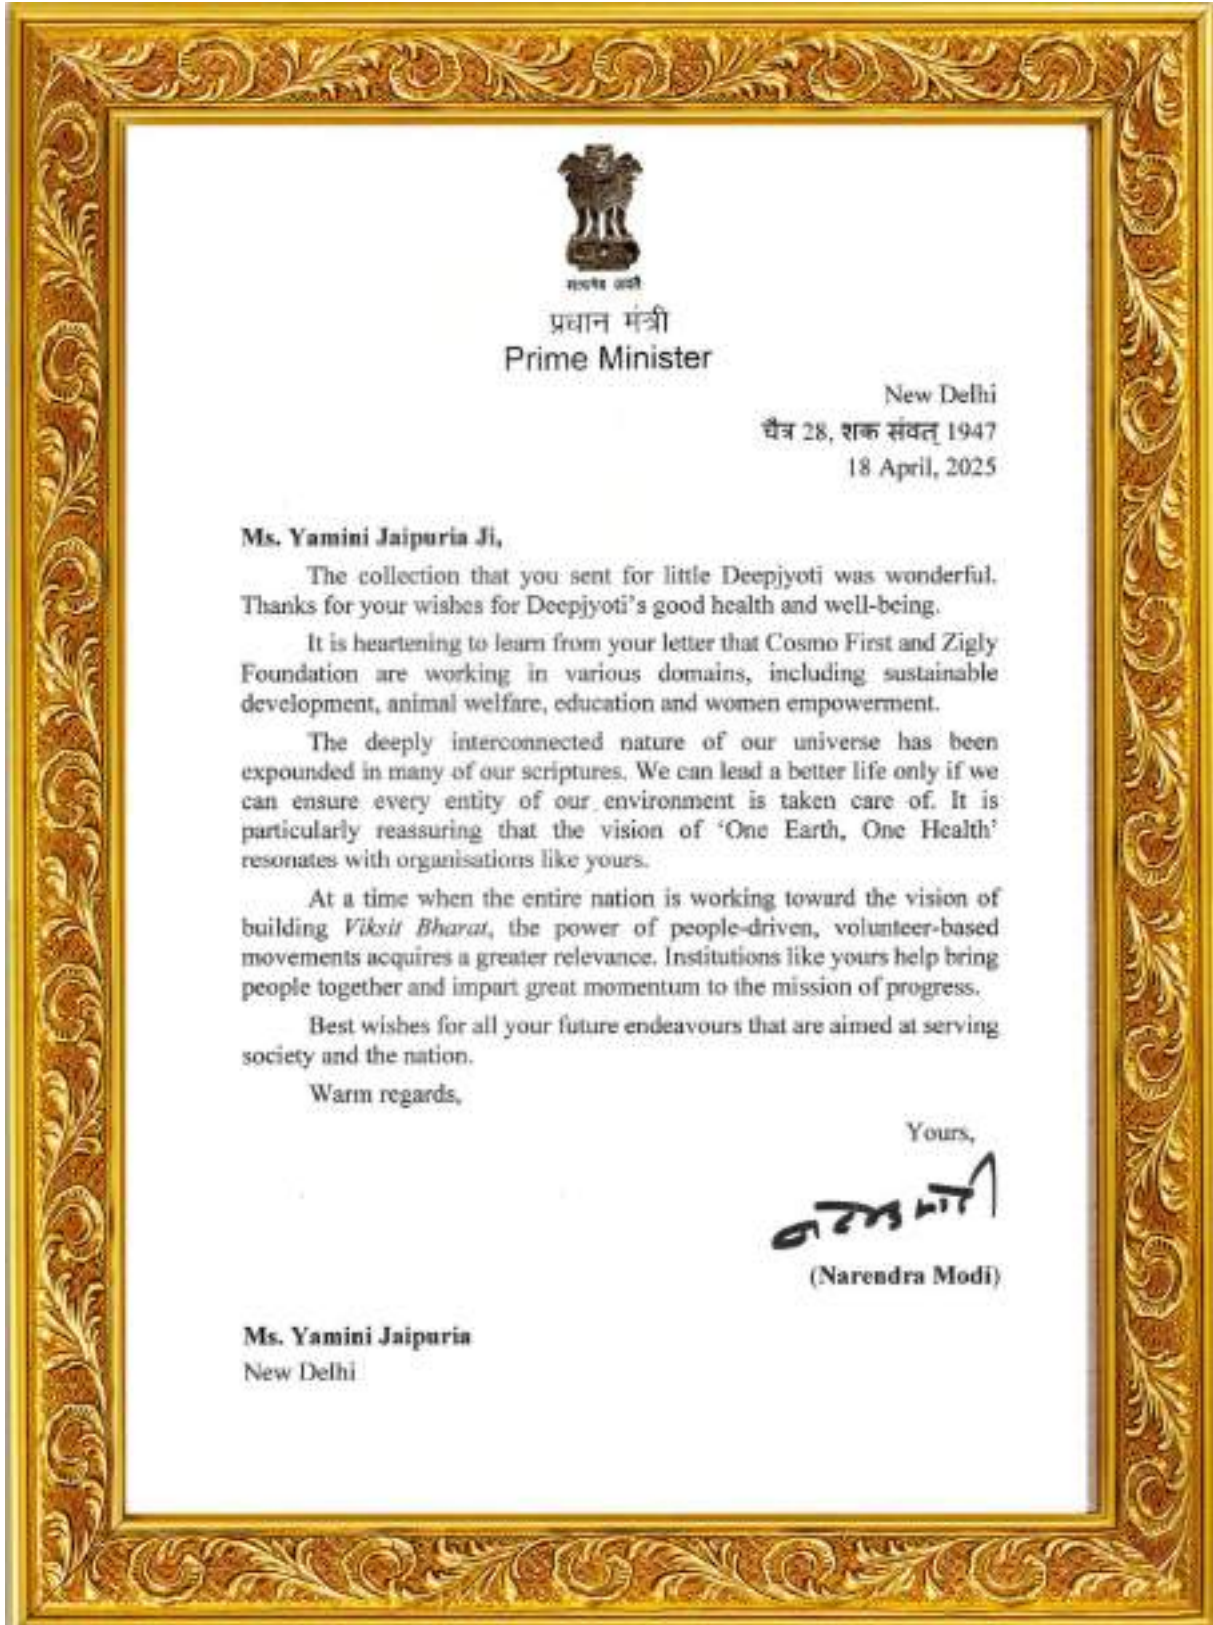 सत्यमेव जयते
प्रधान मंत्री
Prime Minister
New Delhi
चैत्र 28, शक संवत् 1947
18 April, 2025
Ms. Yamini Jaipuria Ji,
The collection that you sent for little Deepjyoti was wonderful.
Thanks for your wishes for Deepjyoti's good health and well-being.
It is heartening to learn from your letter that Cosmo First and Zigly
Foundation are working in various domains, including sustainable
development, animal welfare, education and women empowerment.
The deeply interconnected nature of our universe has been
expounded in many of our scriptures. We can lead a better life only if we
can ensure every entity of our environment is taken care of. It is
particularly reassuring that the vision of ‘One Earth, One Health’
resonates with organisations like yours.
At a time when the entire nation is working toward the vision of
building Viksit Bharat, the power of people-driven, volunteer-based
movements acquires a greater relevance. Institutions like yours help bring
people together and impart great momentum to the mission of progress.
Best wishes for all your future endeavours that are aimed at serving
society and the nation.
Warm regards,
Yours,
नरेन्द्र मोदी
(Narendra Modi)
Ms. Yamini Jaipuria
New Delhi